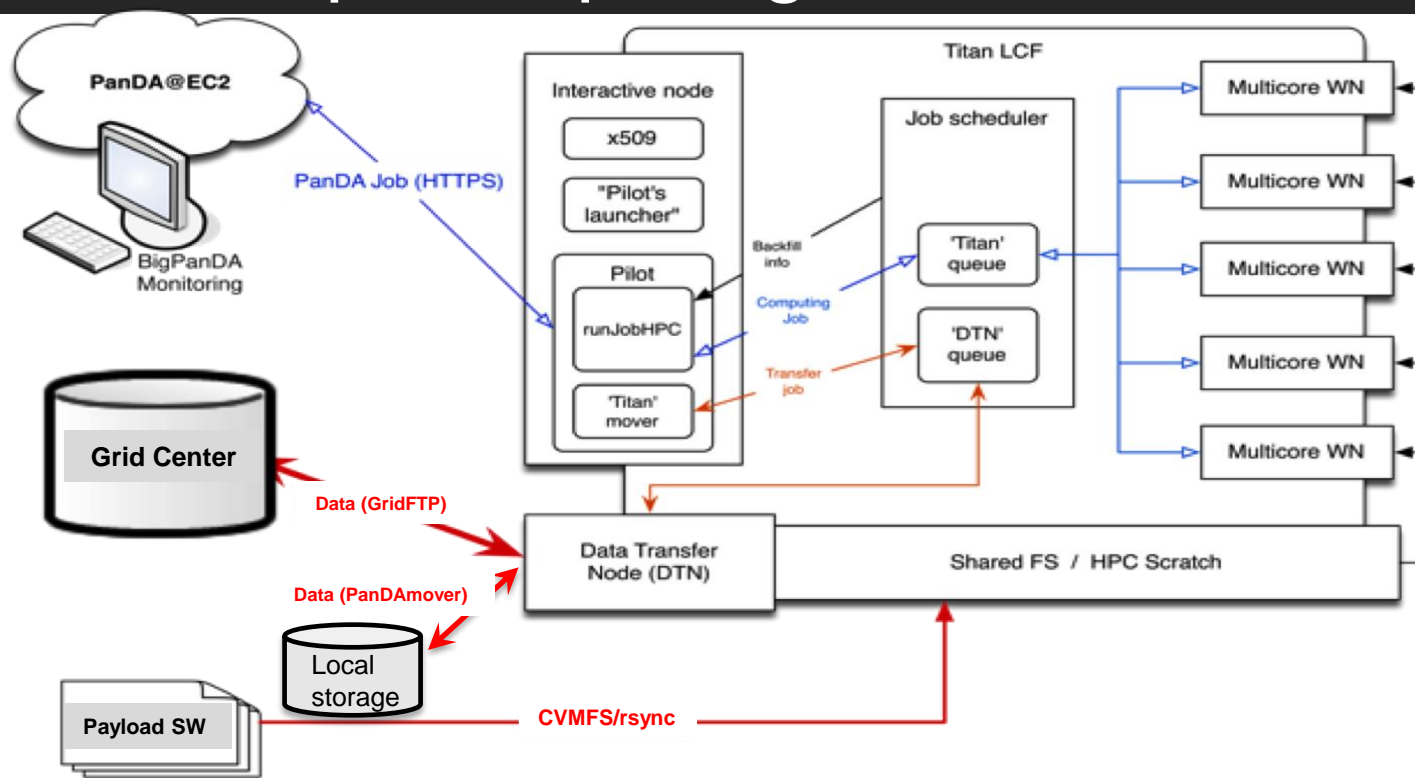 PanDA@EC2
BigPanDA
Monitoring
PanDA Job (HTTPS)
Titan LCF
Interactive node
x509
"Pilot's
launcher"
Pilot
runJobHPC
'Titan'
mover
Backfill
info
Computing
Job
Transfer
job
Job scheduler
'Titan'
queue
'DTN'
queue
Multicore WN
Multicore WN
Multicore WN
Multicore WN
Multicore WN
Grid Center
Data (GridFTP)
Data Transfer
Node (DTN)
Shared FS / HPC Scratch
Data (PanDAmover)
Local
storage
Payload SW
CVMFS/rsync